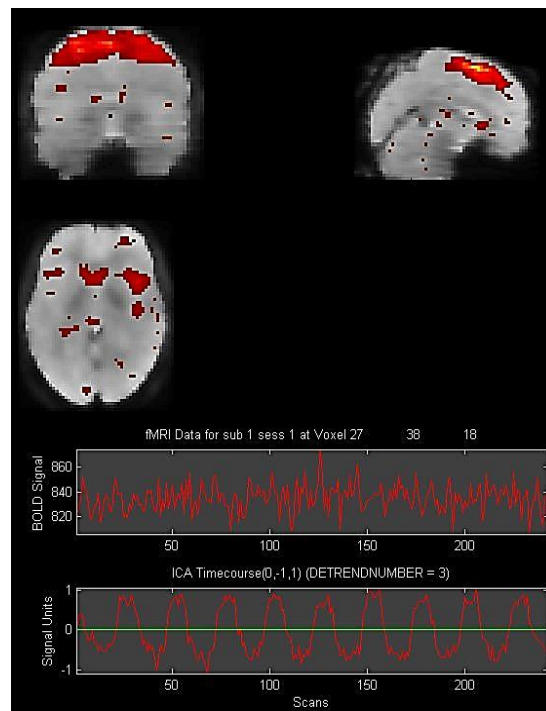 fMRI Data for sub 1 sess 1 at Voxel 27 38 18
BOLD Signal
860
840
820
50
100
150
200
ICA Timecourse(0,-1,1) (DETRENDNUMBER = 3)
Signal Units
1
0
-1
50
100
150
200
Scans